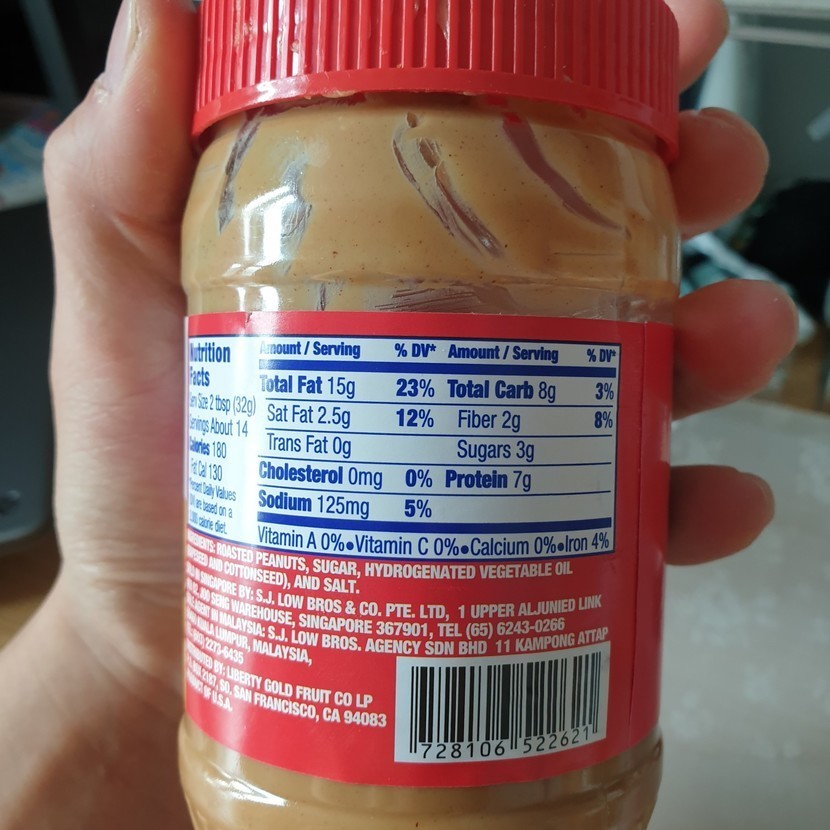 Nutrition
Facts
Serv Size 2 tbsp (32g)
Servings About 14
Calories 180
Fat Cal 130
Percent Daily Values
are based on a
calorie diet.
Amount / Serving % DV* Amount / Serving % DV*
Total Fat 15g 23% Total Carb 8g 3%
Sat Fat 2.5g 12% Fiber 2g 8%
Trans Fat 0g Sugars 3g
Cholesterol 0mg 0% Protein 7g
Sodium 125mg 5%
Vitamin A 0%•Vitamin C 0%•Calcium 0%•Iron 4%
INGREDIENTS: ROASTED PEANUTS, SUGAR, HYDROGENATED VEGETABLE OIL
AND COTTONSEED), AND SALT.
IN SINGAPORE BY: S.J. LOW BROS & CO. PTE. LTD, 1 UPPER ALJUNIED LINK
JOO SENG WAREHOUSE, SINGAPORE 367901, TEL (65) 6243-0266
AGENT IN MALAYSIA: S.J. LOW BROS. AGENCY SDN BHD 11 KAMPONG ATTAP
KUALA LUMPUR, MALAYSIA,
2273-6435
BY: LIBERTY GOLD FRUIT CO LP
2187, SO. SAN FRANCISCO, CA 94083
OF U.S.A.
728106 522621